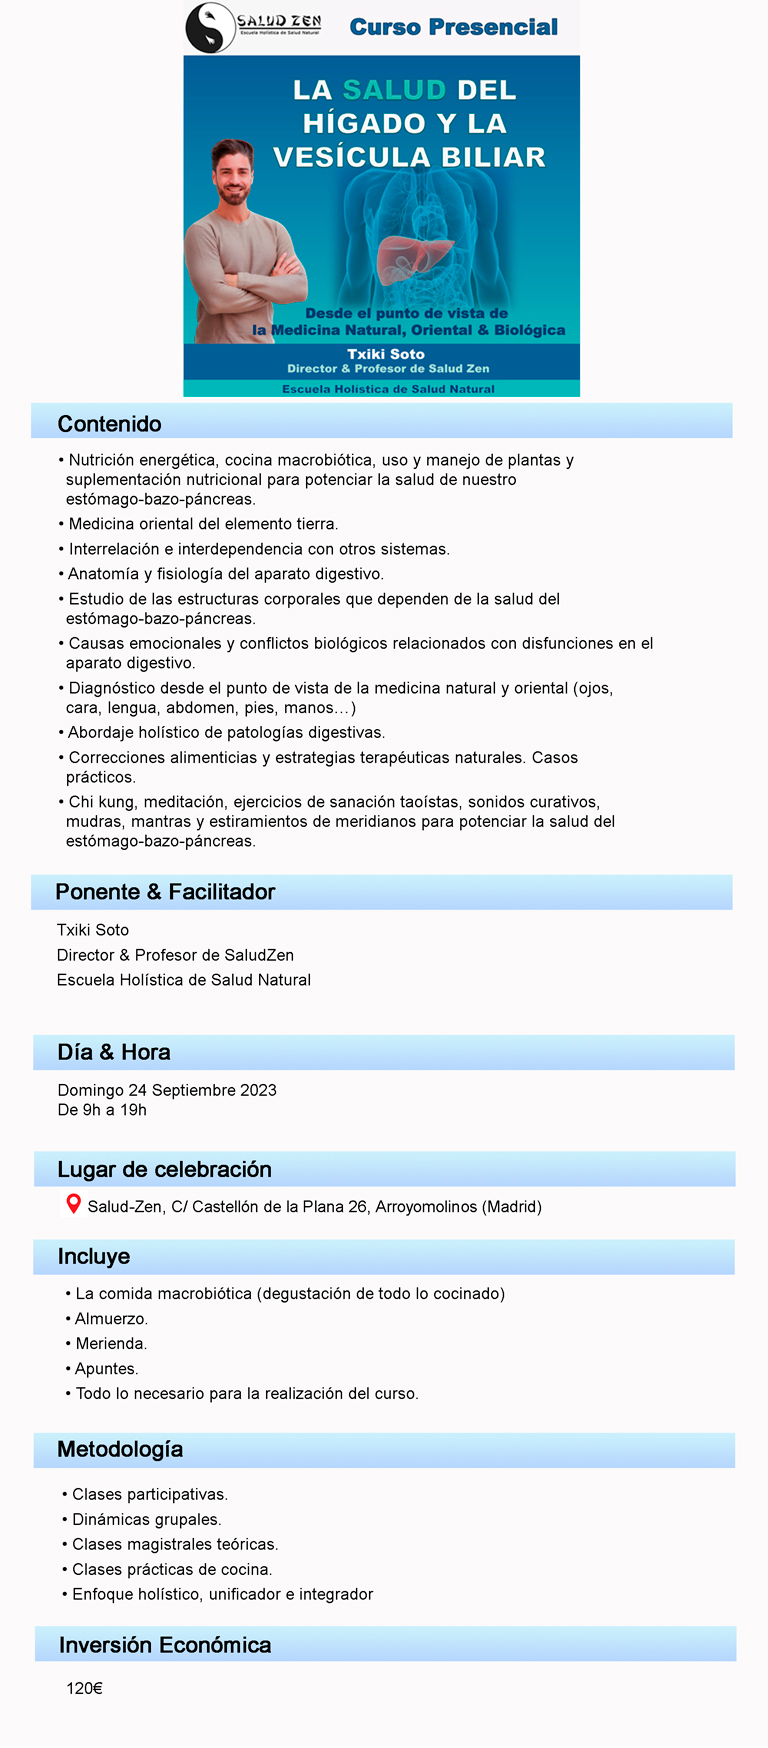 SALUD ZEN
Escuela Holística de Salud Natural
Curso Presencial
LA SALUD DEL
HÍGADO Y LA
VESÍCULA BILIAR
Desde el punto de vista de
la Medicina Natural, Oriental & Biológica
Txiki Soto
Director & Profesor de Salud Zen
Escuela Holística de Salud Natural
Contenido
• Nutrición energética, cocina macrobiótica, uso y manejo de plantas y
suplementación nutricional para potenciar la salud de nuestro
estómago-bazo-páncreas.
• Medicina oriental del elemento tierra.
• Interrelación e interdependencia con otros sistemas.
• Anatomía y fisiología del aparato digestivo.
• Estudio de las estructuras corporales que dependen de la salud del
estómago-bazo-páncreas.
• Causas emocionales y conflictos biológicos relacionados con disfunciones en el
aparato digestivo.
• Diagnóstico desde el punto de vista de la medicina natural y oriental (ojos,
cara, lengua, abdomen, pies, manos…)
• Abordaje holístico de patologías digestivas.
• Correcciones alimenticias y estrategias terapéuticas naturales. Casos
prácticos.
• Chi kung, meditación, ejercicios de sanación taoístas, sonidos curativos,
mudras, mantras y estiramientos de meridianos para potenciar la salud del
estómago-bazo-páncreas.
Ponente & Facilitador
Txiki Soto
Director & Profesor de SaludZen
Escuela Holística de Salud Natural
Día & Hora
Domingo 24 Septiembre 2023
De 9h a 19h
Lugar de celebración
Salud-Zen, C/ Castellón de la Plana 26, Arroyomolinos (Madrid)
Incluye
• La comida macrobiótica (degustación de todo lo cocinado)
• Almuerzo.
• Merienda.
• Apuntes.
• Todo lo necesario para la realización del curso.
Metodología
• Clases participativas.
• Dinámicas grupales.
• Clases magistrales teóricas.
• Clases prácticas de cocina.
• Enfoque holístico, unificador e integrador
Inversión Económica
120€